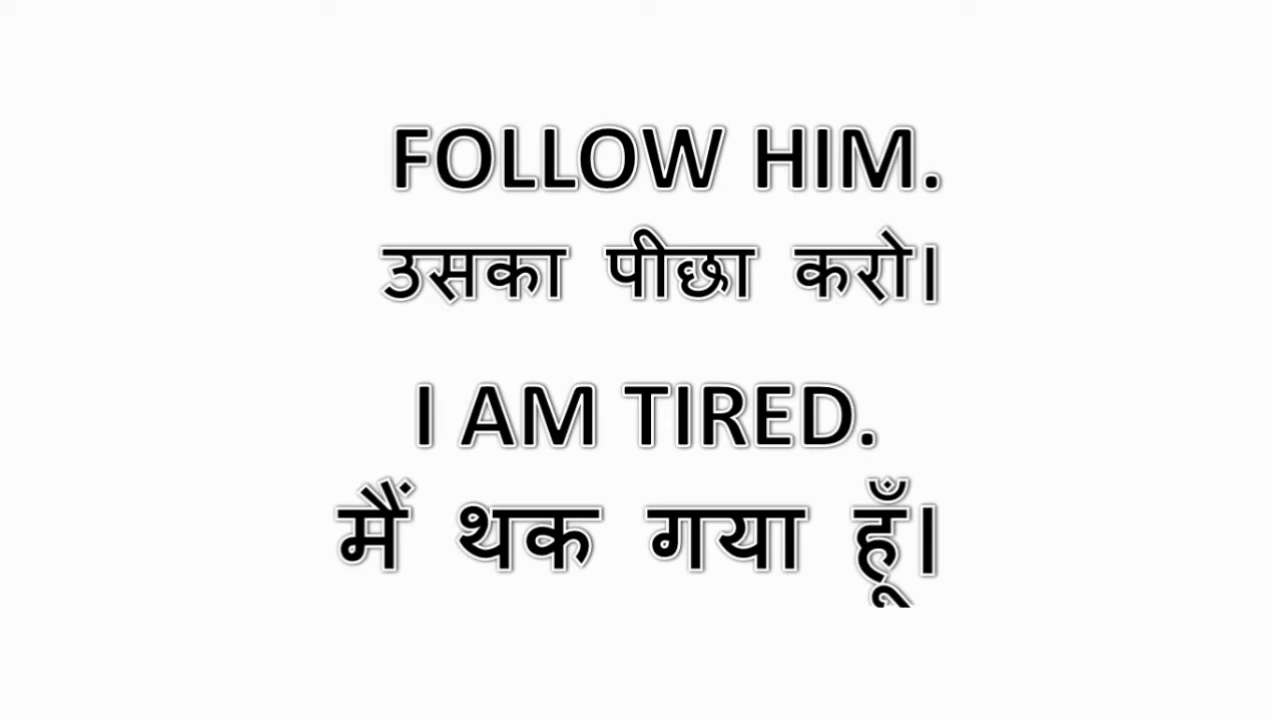 FOLLOW HIM.
उसका पीछा करो।
I AM TIRED.
मैं थक गया हूँ।